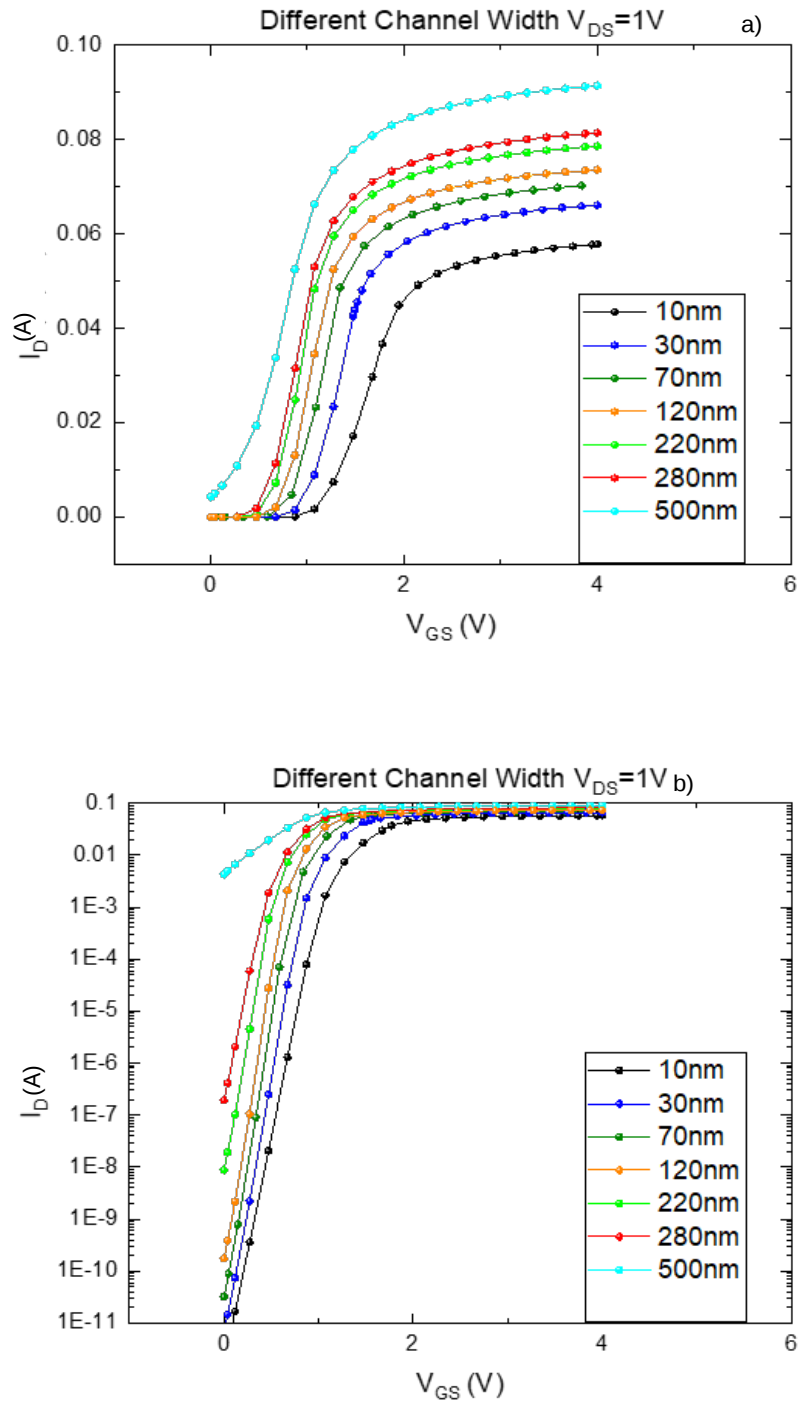 Different Channel Width V_DS=1V a)
0.10
0.08
0.06
0.04
0.02
0.00
I_D(A)
10nm
30nm
70nm
120nm
220nm
280nm
500nm
0 2 4 6
V_GS (V)
Different Channel Width V_DS=1V b)
0.1
0.01
1E-3
1E-4
1E-5
1E-6
1E-7
1E-8
1E-9
1E-10
1E-11
I_D(A)
10nm
30nm
70nm
120nm
220nm
280nm
500nm
0 2 4 6
V_GS (V)